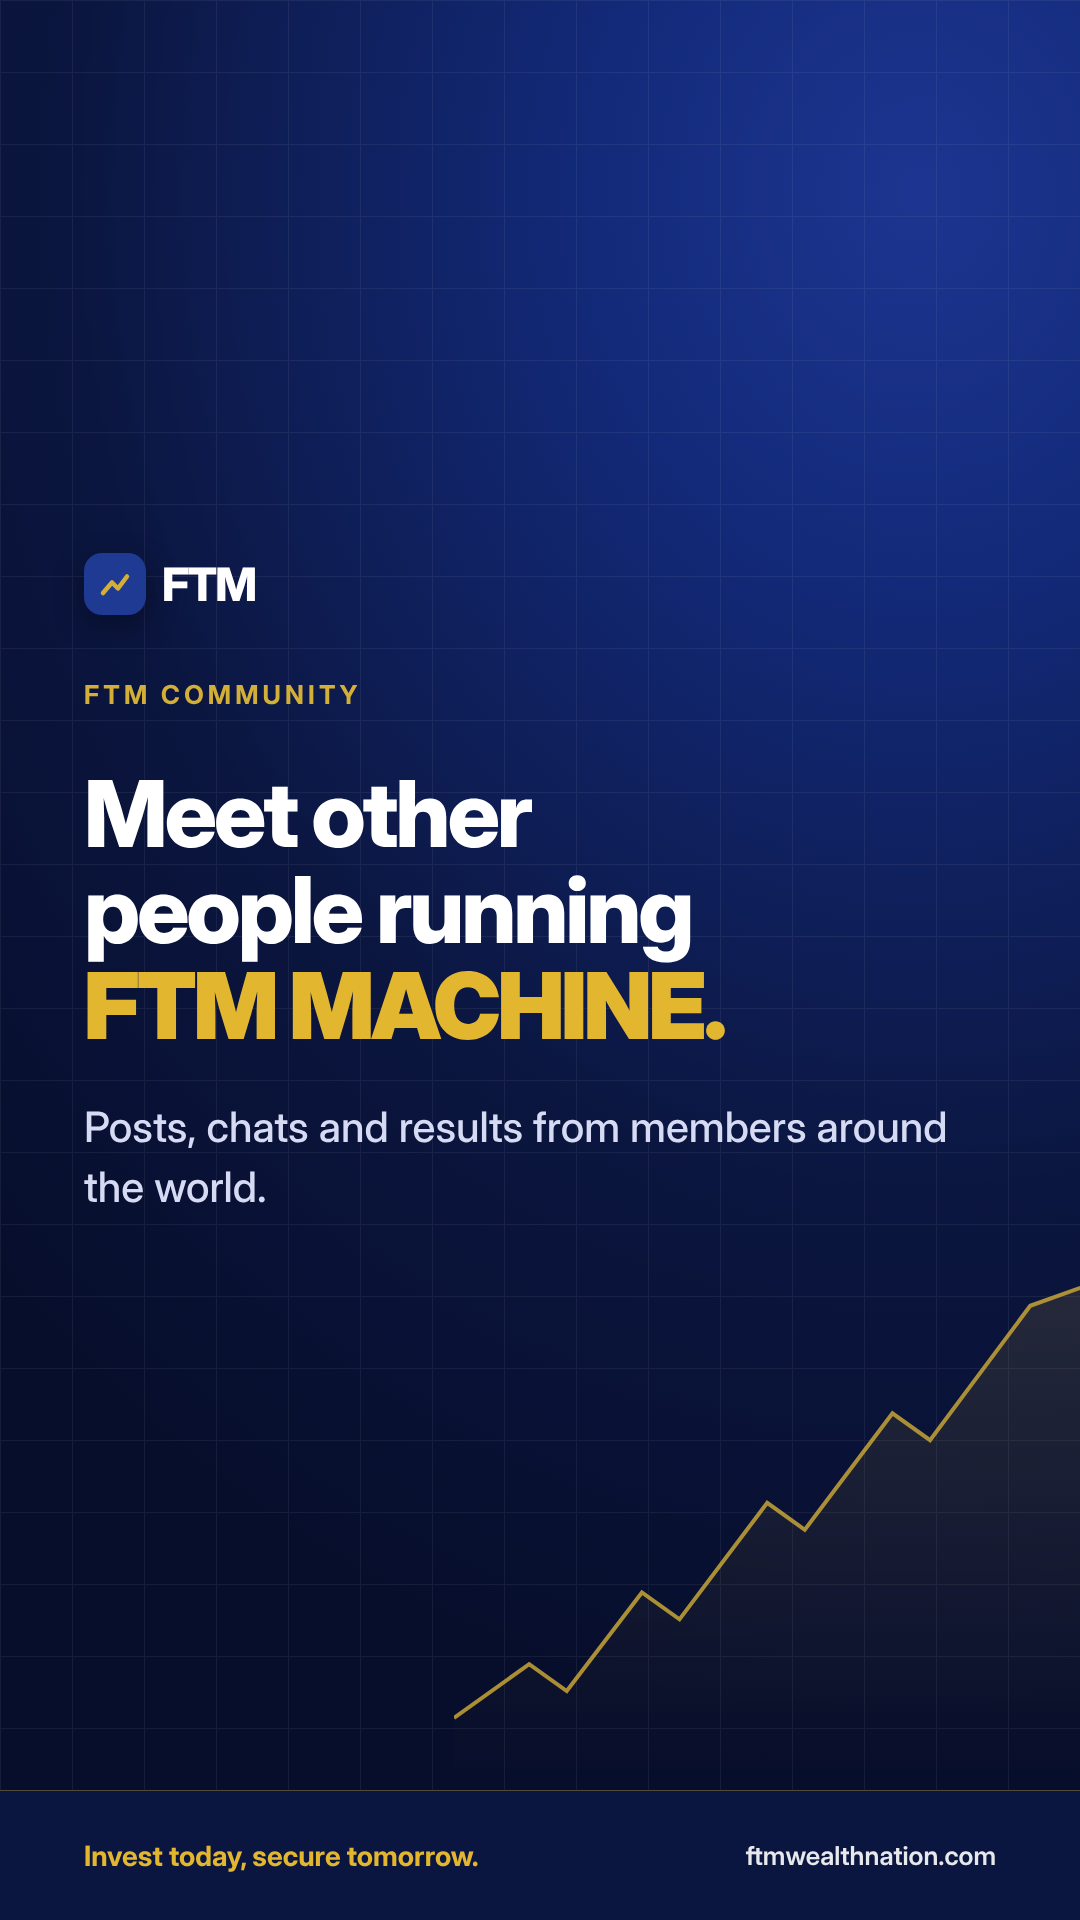 FTM
FTM COMMUNITY
Meet other
people running
FTM MACHINE.
Posts, chats and results from members around
the world.
Invest today, secure tomorrow.
ftmwealthnation.com